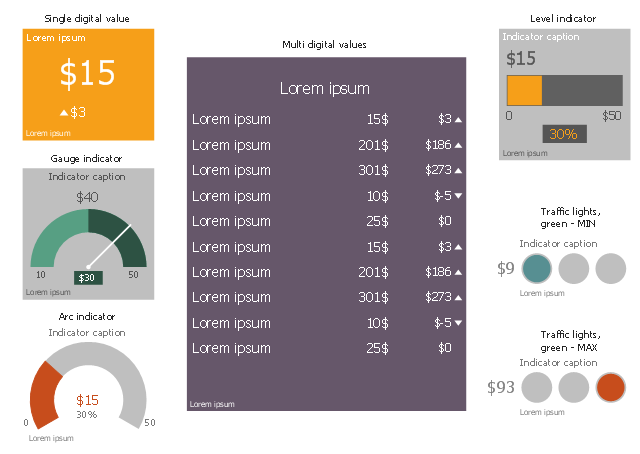 Single digital value
Lorem ipsum
$15
$3
Lorem ipsum
Gauge indicator
Indicator caption
$40
10 50
$30
Lorem ipsum
Arc indicator
Indicator caption
$15
30%
0 50
Lorem ipsum
Multi digital values
Lorem ipsum
Lorem ipsum 15$ $3
Lorem ipsum 201$ $186
Lorem ipsum 301$ $273
Lorem ipsum 10$ $-5
Lorem ipsum 25$ $0
Lorem ipsum 15$ $3
Lorem ipsum 201$ $186
Lorem ipsum 301$ $273
Lorem ipsum 10$ $-5
Lorem ipsum 25$ $0
Lorem ipsum
Level indicator
Indicator caption
$15
0 $50
30%
Lorem ipsum
Traffic lights,
green - MIN
Indicator caption
$9
Lorem ipsum
Traffic lights,
green - MAX
Indicator caption
$93
Lorem ipsum